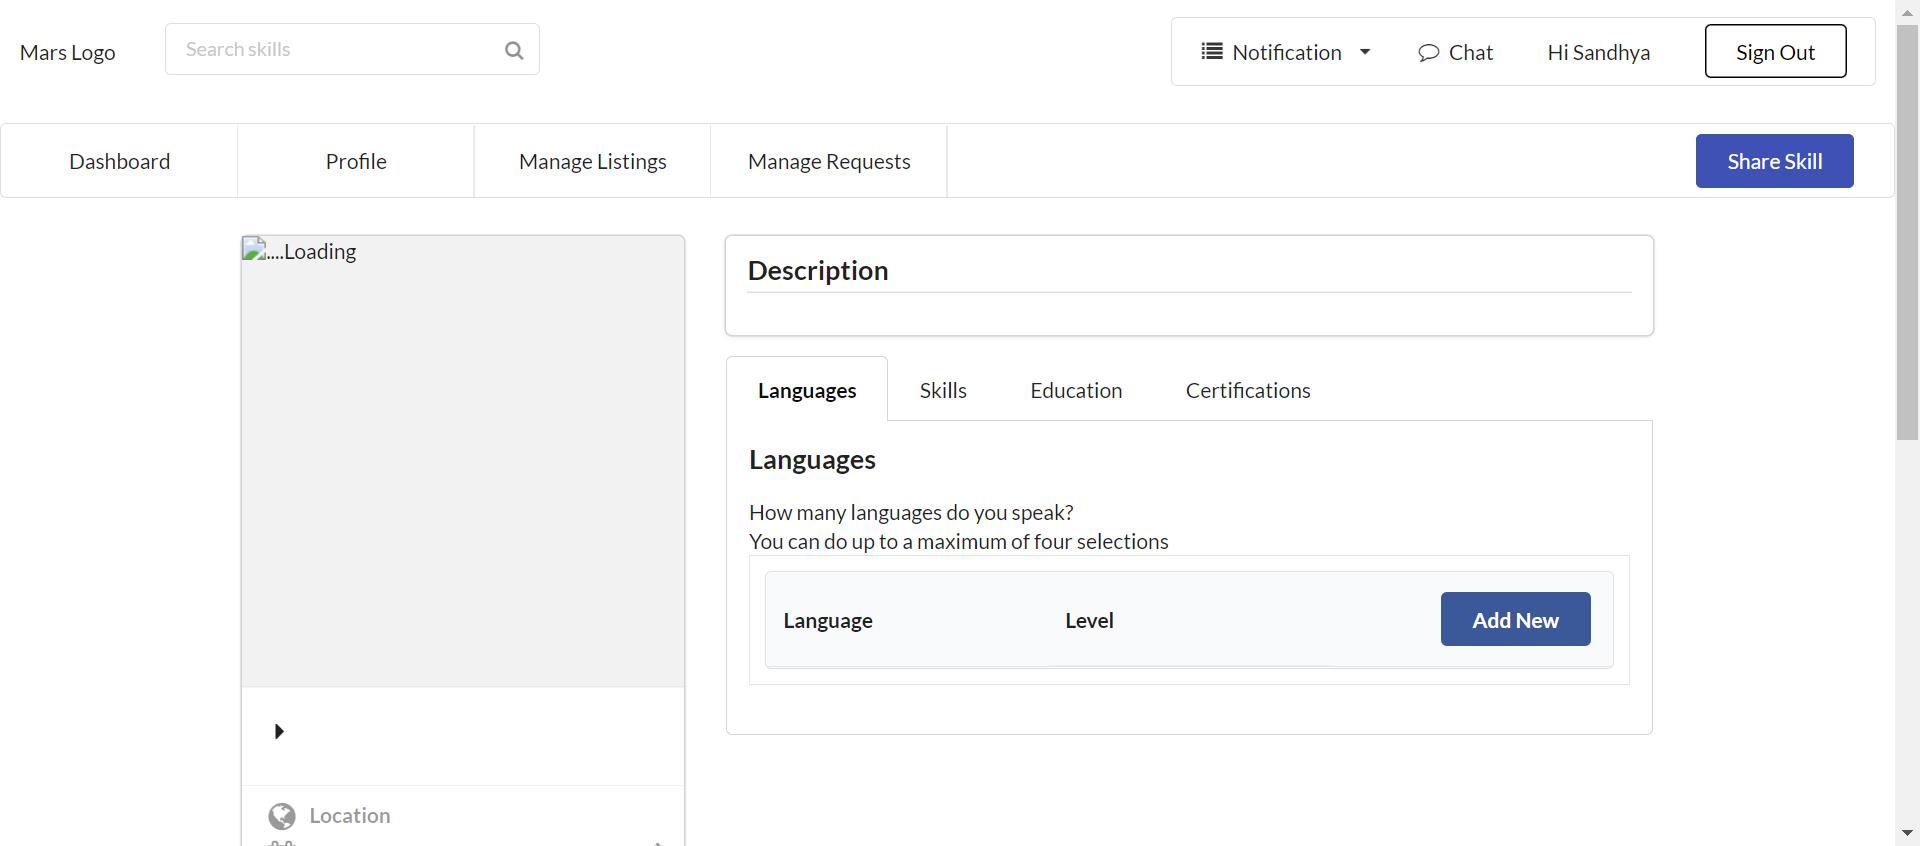 Mars Logo
Search skills
Notification
Chat
Hi Sandhya
Sign Out
Dashboard
Profile
Manage Listings
Manage Requests
Share Skill
....Loading
Location
Description
Languages
Skills
Education
Certifications
Languages
How many languages do you speak?
You can do up to a maximum of four selections
Language
Level
Add New